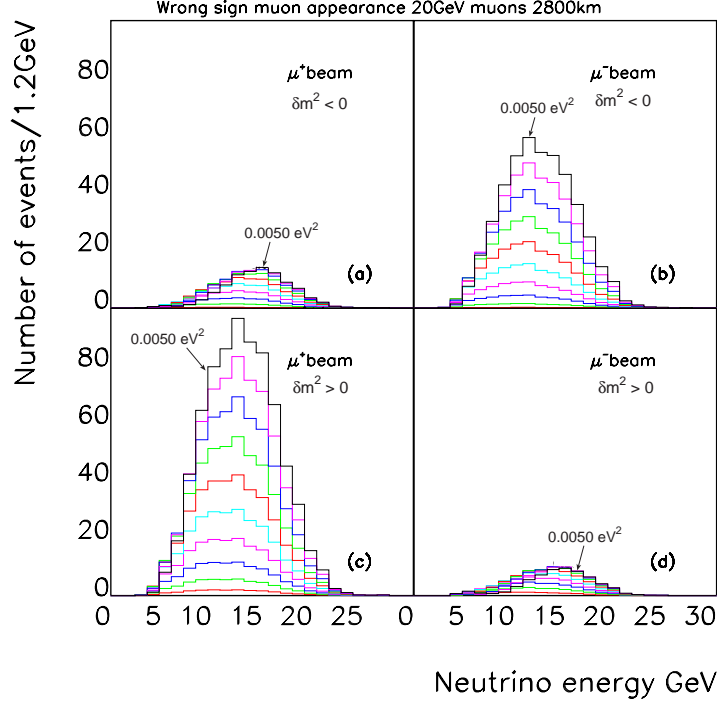 Wrong sign muon appearance 20GeV muons 2800km
Number of events/1.2GeV
80
60
40
20
0
μ⁺beam
δm² < 0
0.0050 eV²
(a)
μ⁻beam
δm² < 0
0.0050 eV²
(b)
80
60
40
20
0
μ⁺beam
δm² > 0
0.0050 eV²
(c)
μ⁻beam
δm² > 0
0.0050 eV²
(d)
0 5 10 15 20 25 0 5 10 15 20 25 30
Neutrino energy GeV